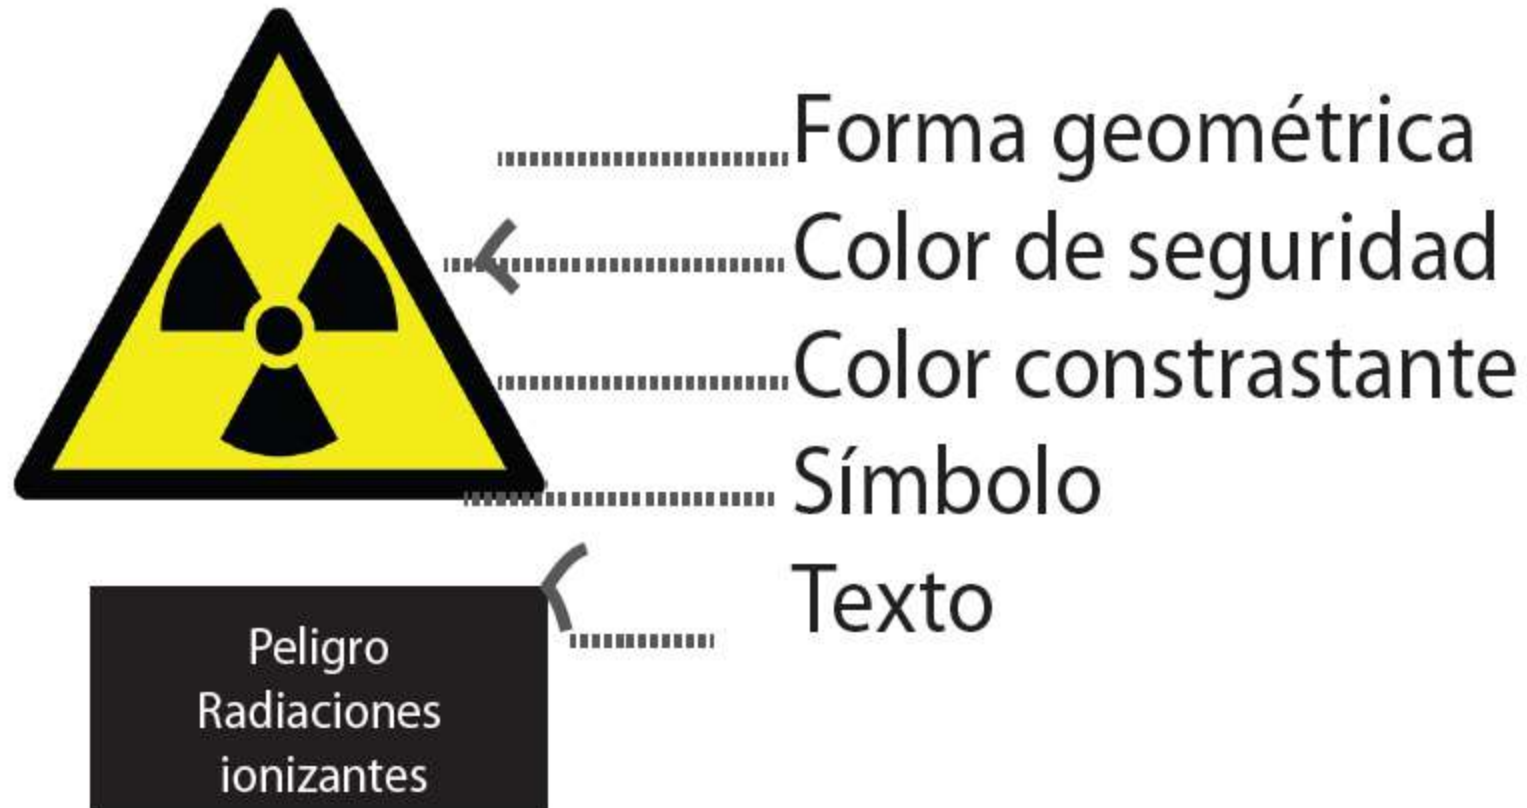 Forma geométrica
Color de seguridad
Color constrastante
Símbolo
Texto
Peligro
Radiaciones
ionizantes